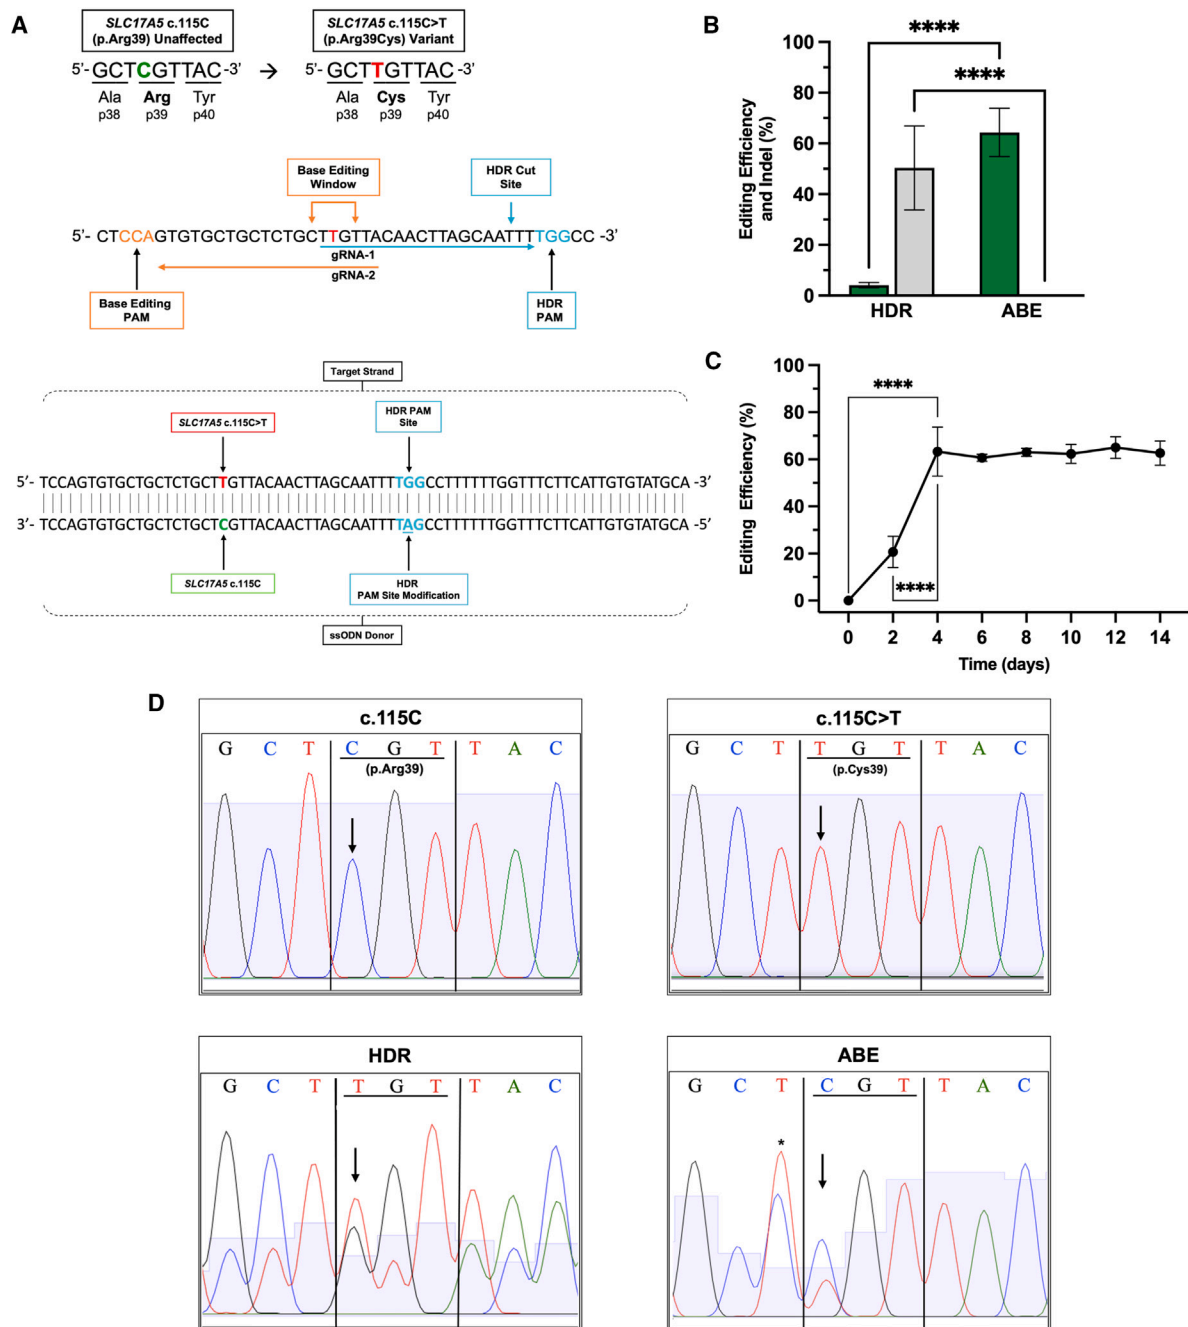 A
SLC17A5 c.115C
(p.Arg39) Unaffected
SLC17A5 c.115C>T
(p.Arg39Cys) Variant
5'-GCTCGTTAC-3' → 5'-GCTTGTTAC-3'
Ala Arg Tyr Ala Cys Tyr
p38 p39 p40 p38 p39 p40
Base Editing
Window
HDR Cut
Site
5'- CTCCAGTGTGCTGCTCTGCTTGTTACAACTTAGCAATTTTGGCC -3'
gRNA-1
gRNA-2
Base Editing
PAM
HDR
PAM
Target Strand
SLC17A5 c.115C>T
HDR PAM
Site
5'- TCCAGTGTGCTGCTCTGCTTGTTACAACTTAGCAATTTTGGCCTTTTTTGGTTTCTTCATTGTGTATGCA -3'
3'- TCCAGTGTGCTGCTCTGCTCGTTACAACTTAGCAATTTTAGCCTTTTTTGGTTTCTTCATTGTGTATGCA -5'
SLC17A5 c.115C
HDR
PAM Site Modification
ssODN Donor
B
Editing Efficiency
and Indel (%)
100
80
60
40
20
0
****
****
HDR ABE
C
Editing Efficiency (%)
100
80
60
40
20
0
****
****
0 2 4 6 8 10 12 14
Time (days)
D
c.115C
G C T C G T T A C
(p.Arg39)
c.115C>T
G C T T G T T A C
(p.Cys39)
HDR
G C T T G T T A C
ABE
G C T C G T T A C
*